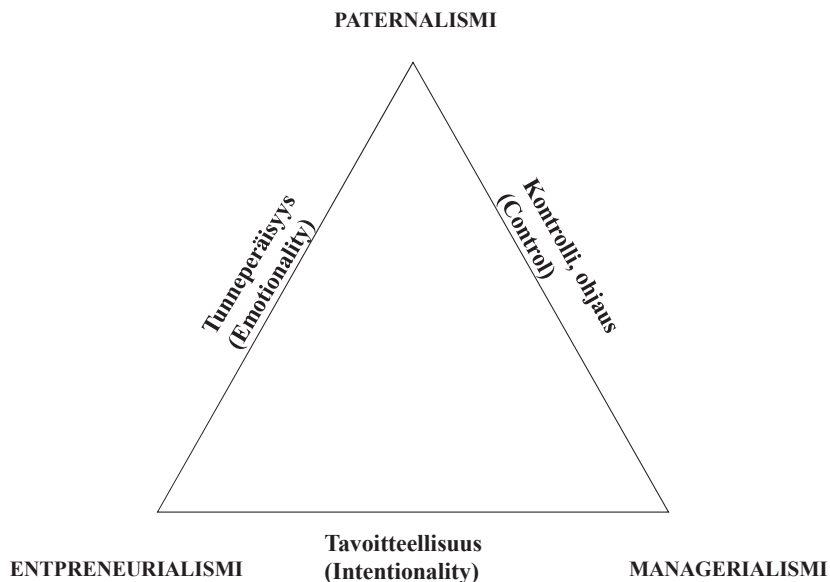 PATERNALISMI
Tunneperäisyys
(Emotionality)
Kontrolli, ohjaus
(Control)
Tavoitteellisuus
(Intentionality)
ENTPRENEURIALISMI
MANAGERIALISMI